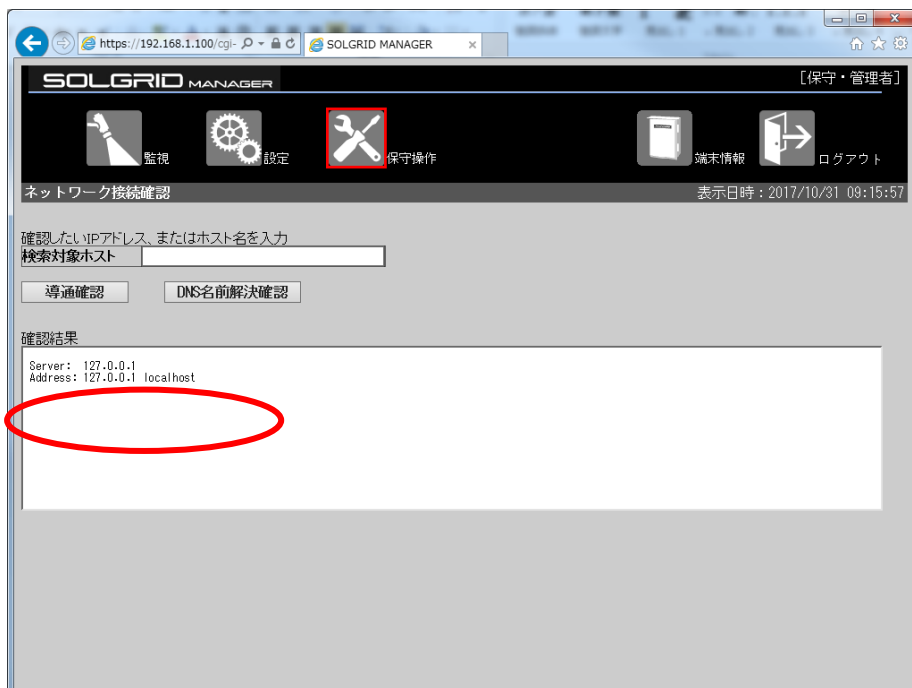 https://192.168.1.100/cgi-
SOLGRID MANAGER
SOLGRID MANAGER
[保守・管理者]
監視
設定
保守操作
端末情報
ログアウト
ネットワーク接続確認
表示日時：2017/10/31 09:15:57
確認したいIPアドレス、またはホスト名を入力
検索対象ホスト
導通確認
DNS名前解決確認
確認結果
Server: 127.0.0.1
Address: 127.0.0.1 localhost